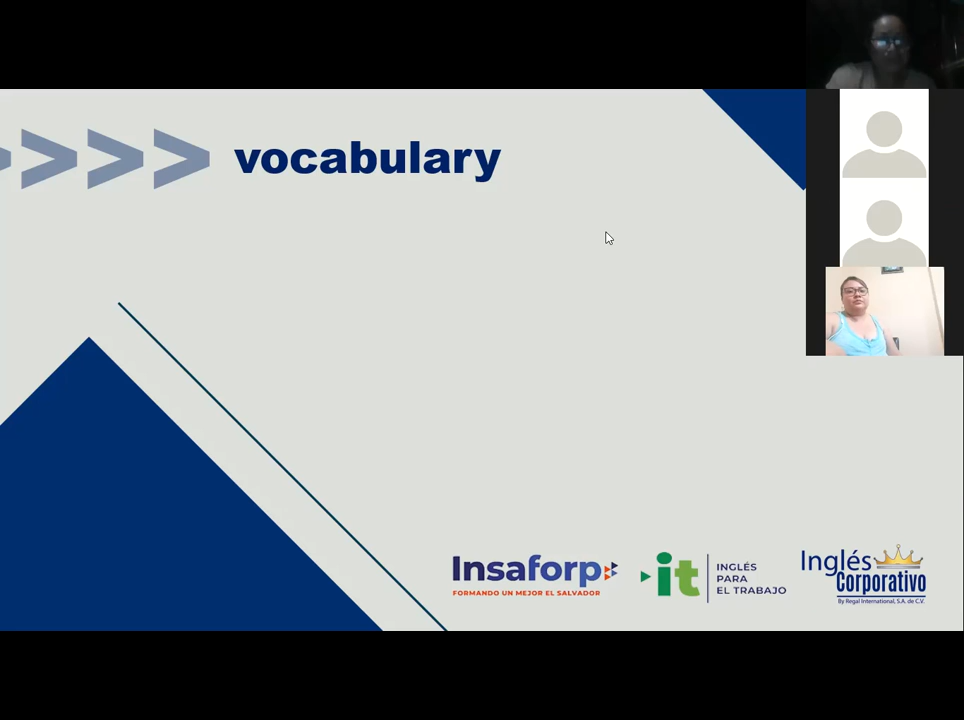 vocabulary
Insaforp
FORMANDO UN MEJOR EL SALVADOR
it
INGLÉS
PARA
EL TRABAJO
Inglés
Corporativo
By Regal International, S.A. de C.V.